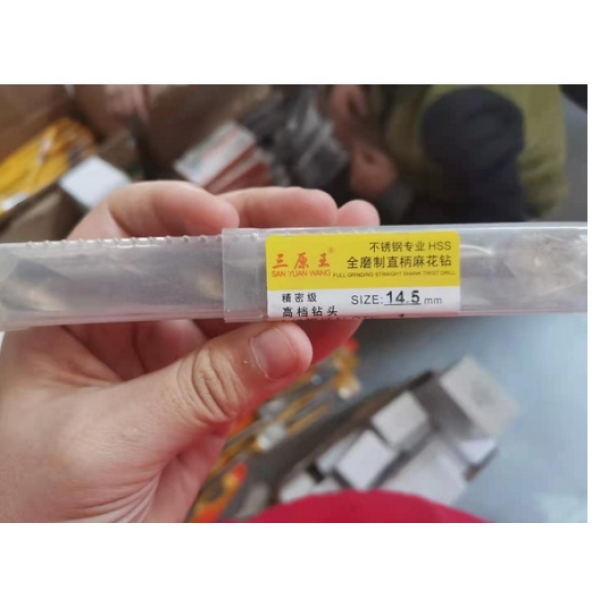 三原王®
SAN YUAN WANG
不锈钢专业 HSS
全磨制直柄麻花钻
FULL GRINDING STRAIGHT SHANK TWIST DRILL
精密级
高档钻头
SIZE: 14.5 mm